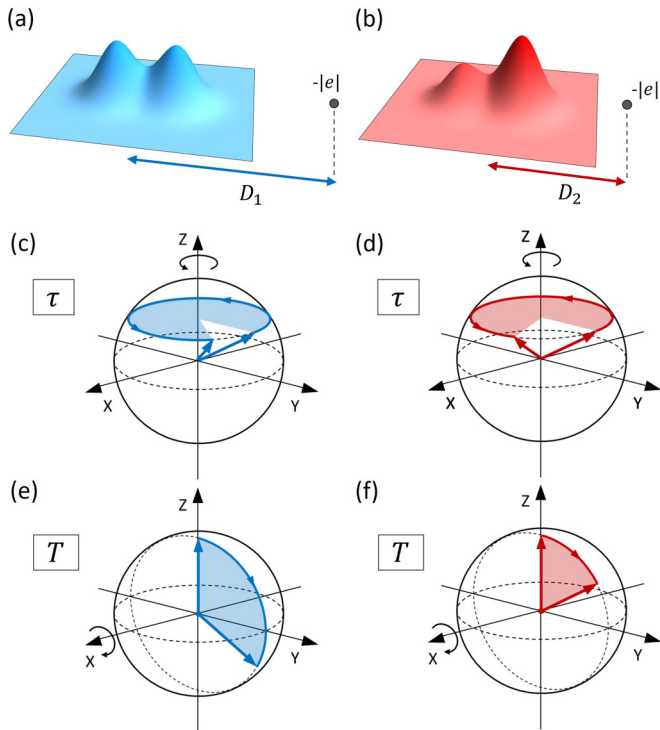 (a)
(b)
-|e|
-|e|
D₁
D₂
(c)
(d)
Z
Z
τ
τ
X
Y
X
Y
(e)
(f)
Z
Z
T
T
X
Y
X
Y